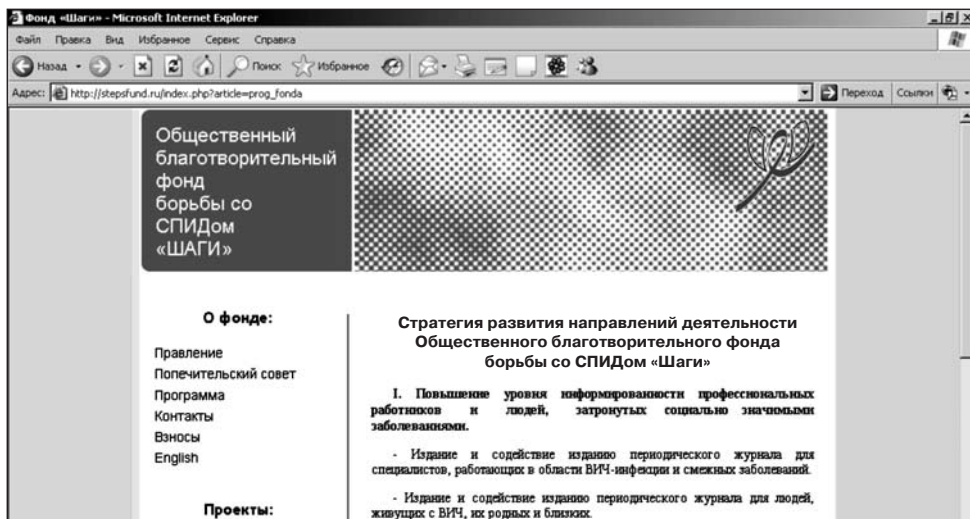 Фонд «Шаги» - Microsoft Internet Explorer
Файл Правка Вид Избранное Сервис Справка
Назад Поиск Избранное
Адрес: http://stepsfund.ru/index.php?article=prog_fonda Переход Ссылки
Общественный
благотворительный
фонд
борьбы со
СПИДом
«ШАГИ»
О фонде:
Правление
Попечительский совет
Программа
Контакты
Взносы
English
Проекты:
Стратегия развития направлений деятельности
Общественного благотворительного фонда
борьбы со СПИДом «Шаги»
I. Повышение уровня информированности профессиональных
работников и людей, затронутых социально значимыми
заболеваниями.
- Издание и содействие изданию периодического журнала для
специалистов, работающих в области ВИЧ-инфекции и смежных заболеваний.
- Издание и содействие изданию периодического журнала для людей,
живущих с ВИЧ, их родных и близких.